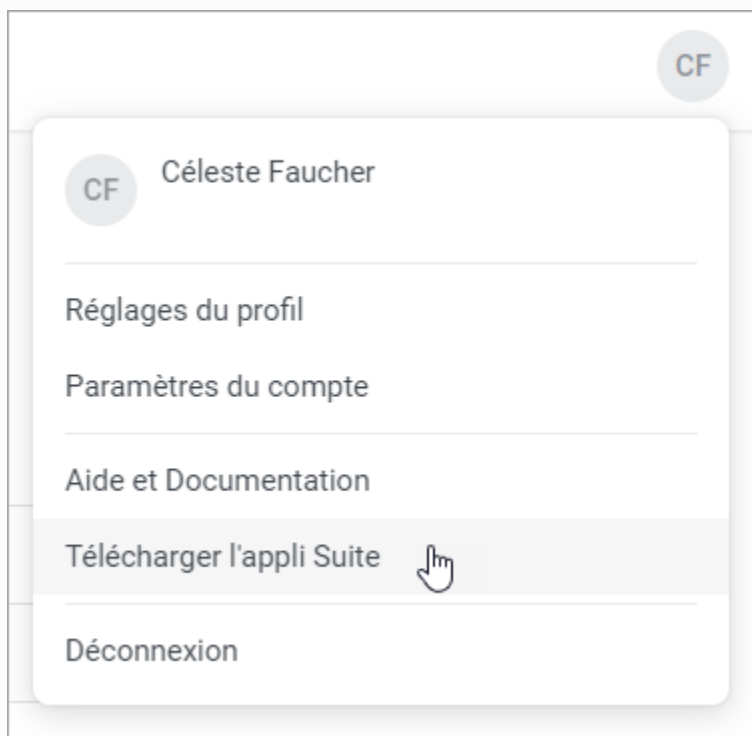 CF
CF
Céleste Faucher
Réglages du profil
Paramètres du compte
Aide et Documentation
Télécharger l'appli Suite
Déconnexion